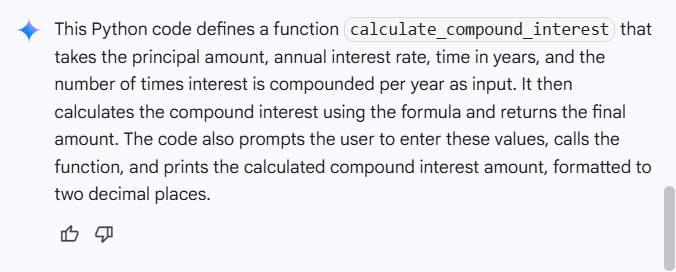 This Python code defines a function calculate_compound_interest that
takes the principal amount, annual interest rate, time in years, and the
number of times interest is compounded per year as input. It then
calculates the compound interest using the formula and returns the final
amount. The code also prompts the user to enter these values, calls the
function, and prints the calculated compound interest amount, formatted to
two decimal places.